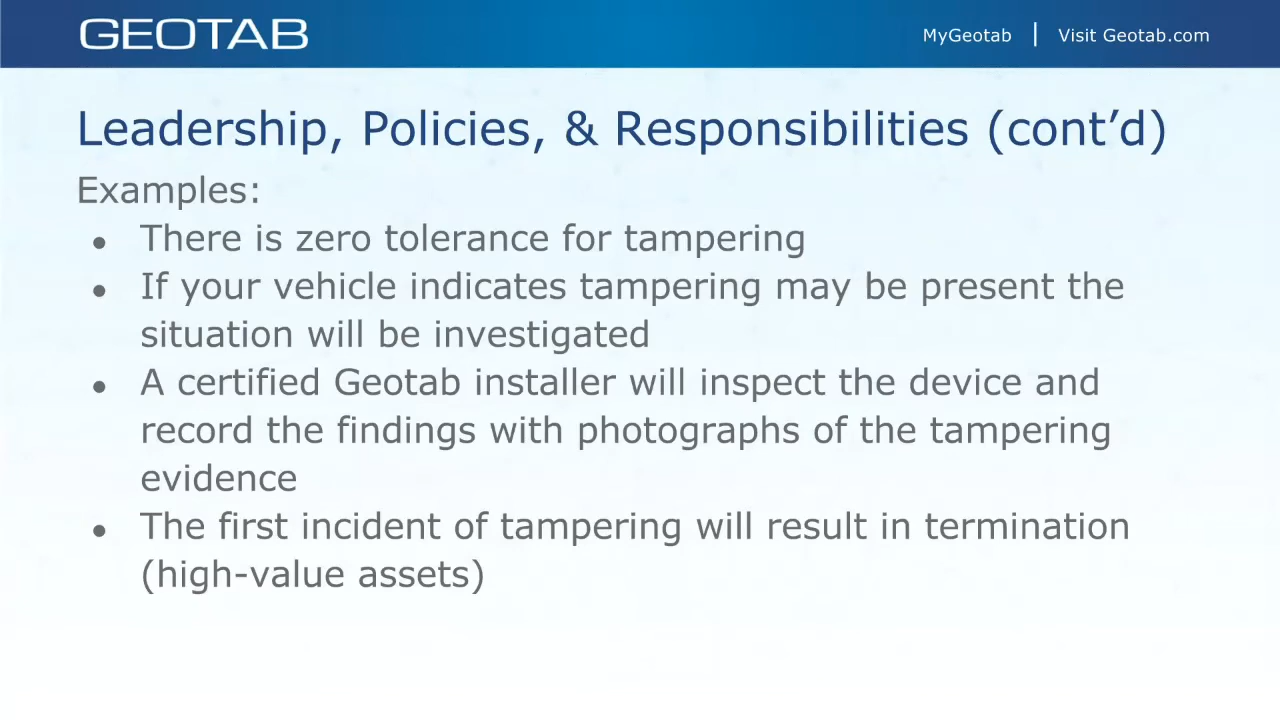 GEOTAB
MyGeotab | Visit Geotab.com
Leadership, Policies, & Responsibilities (cont’d)
Examples:
● There is zero tolerance for tampering
● If your vehicle indicates tampering may be present the
situation will be investigated
● A certified Geotab installer will inspect the device and
record the findings with photographs of the tampering
evidence
● The first incident of tampering will result in termination
(high-value assets)